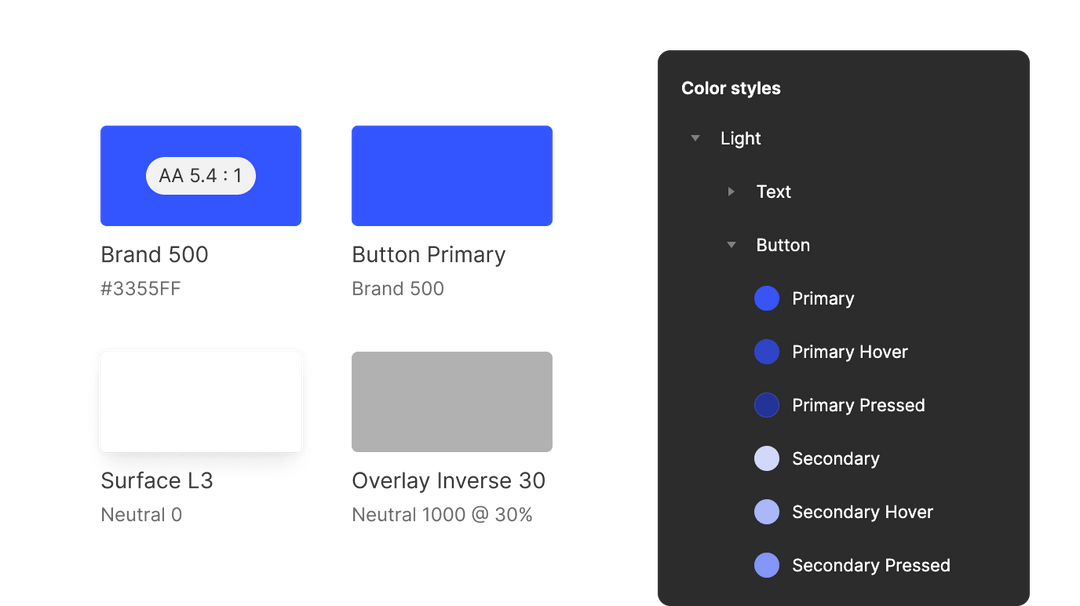 AA 5.4 : 1
Brand 500
#3355FF
Button Primary
Brand 500
Surface L3
Neutral 0
Overlay Inverse 30
Neutral 1000 @ 30%
Color styles
Light
Text
Button
Primary
Primary Hover
Primary Pressed
Secondary
Secondary Hover
Secondary Pressed